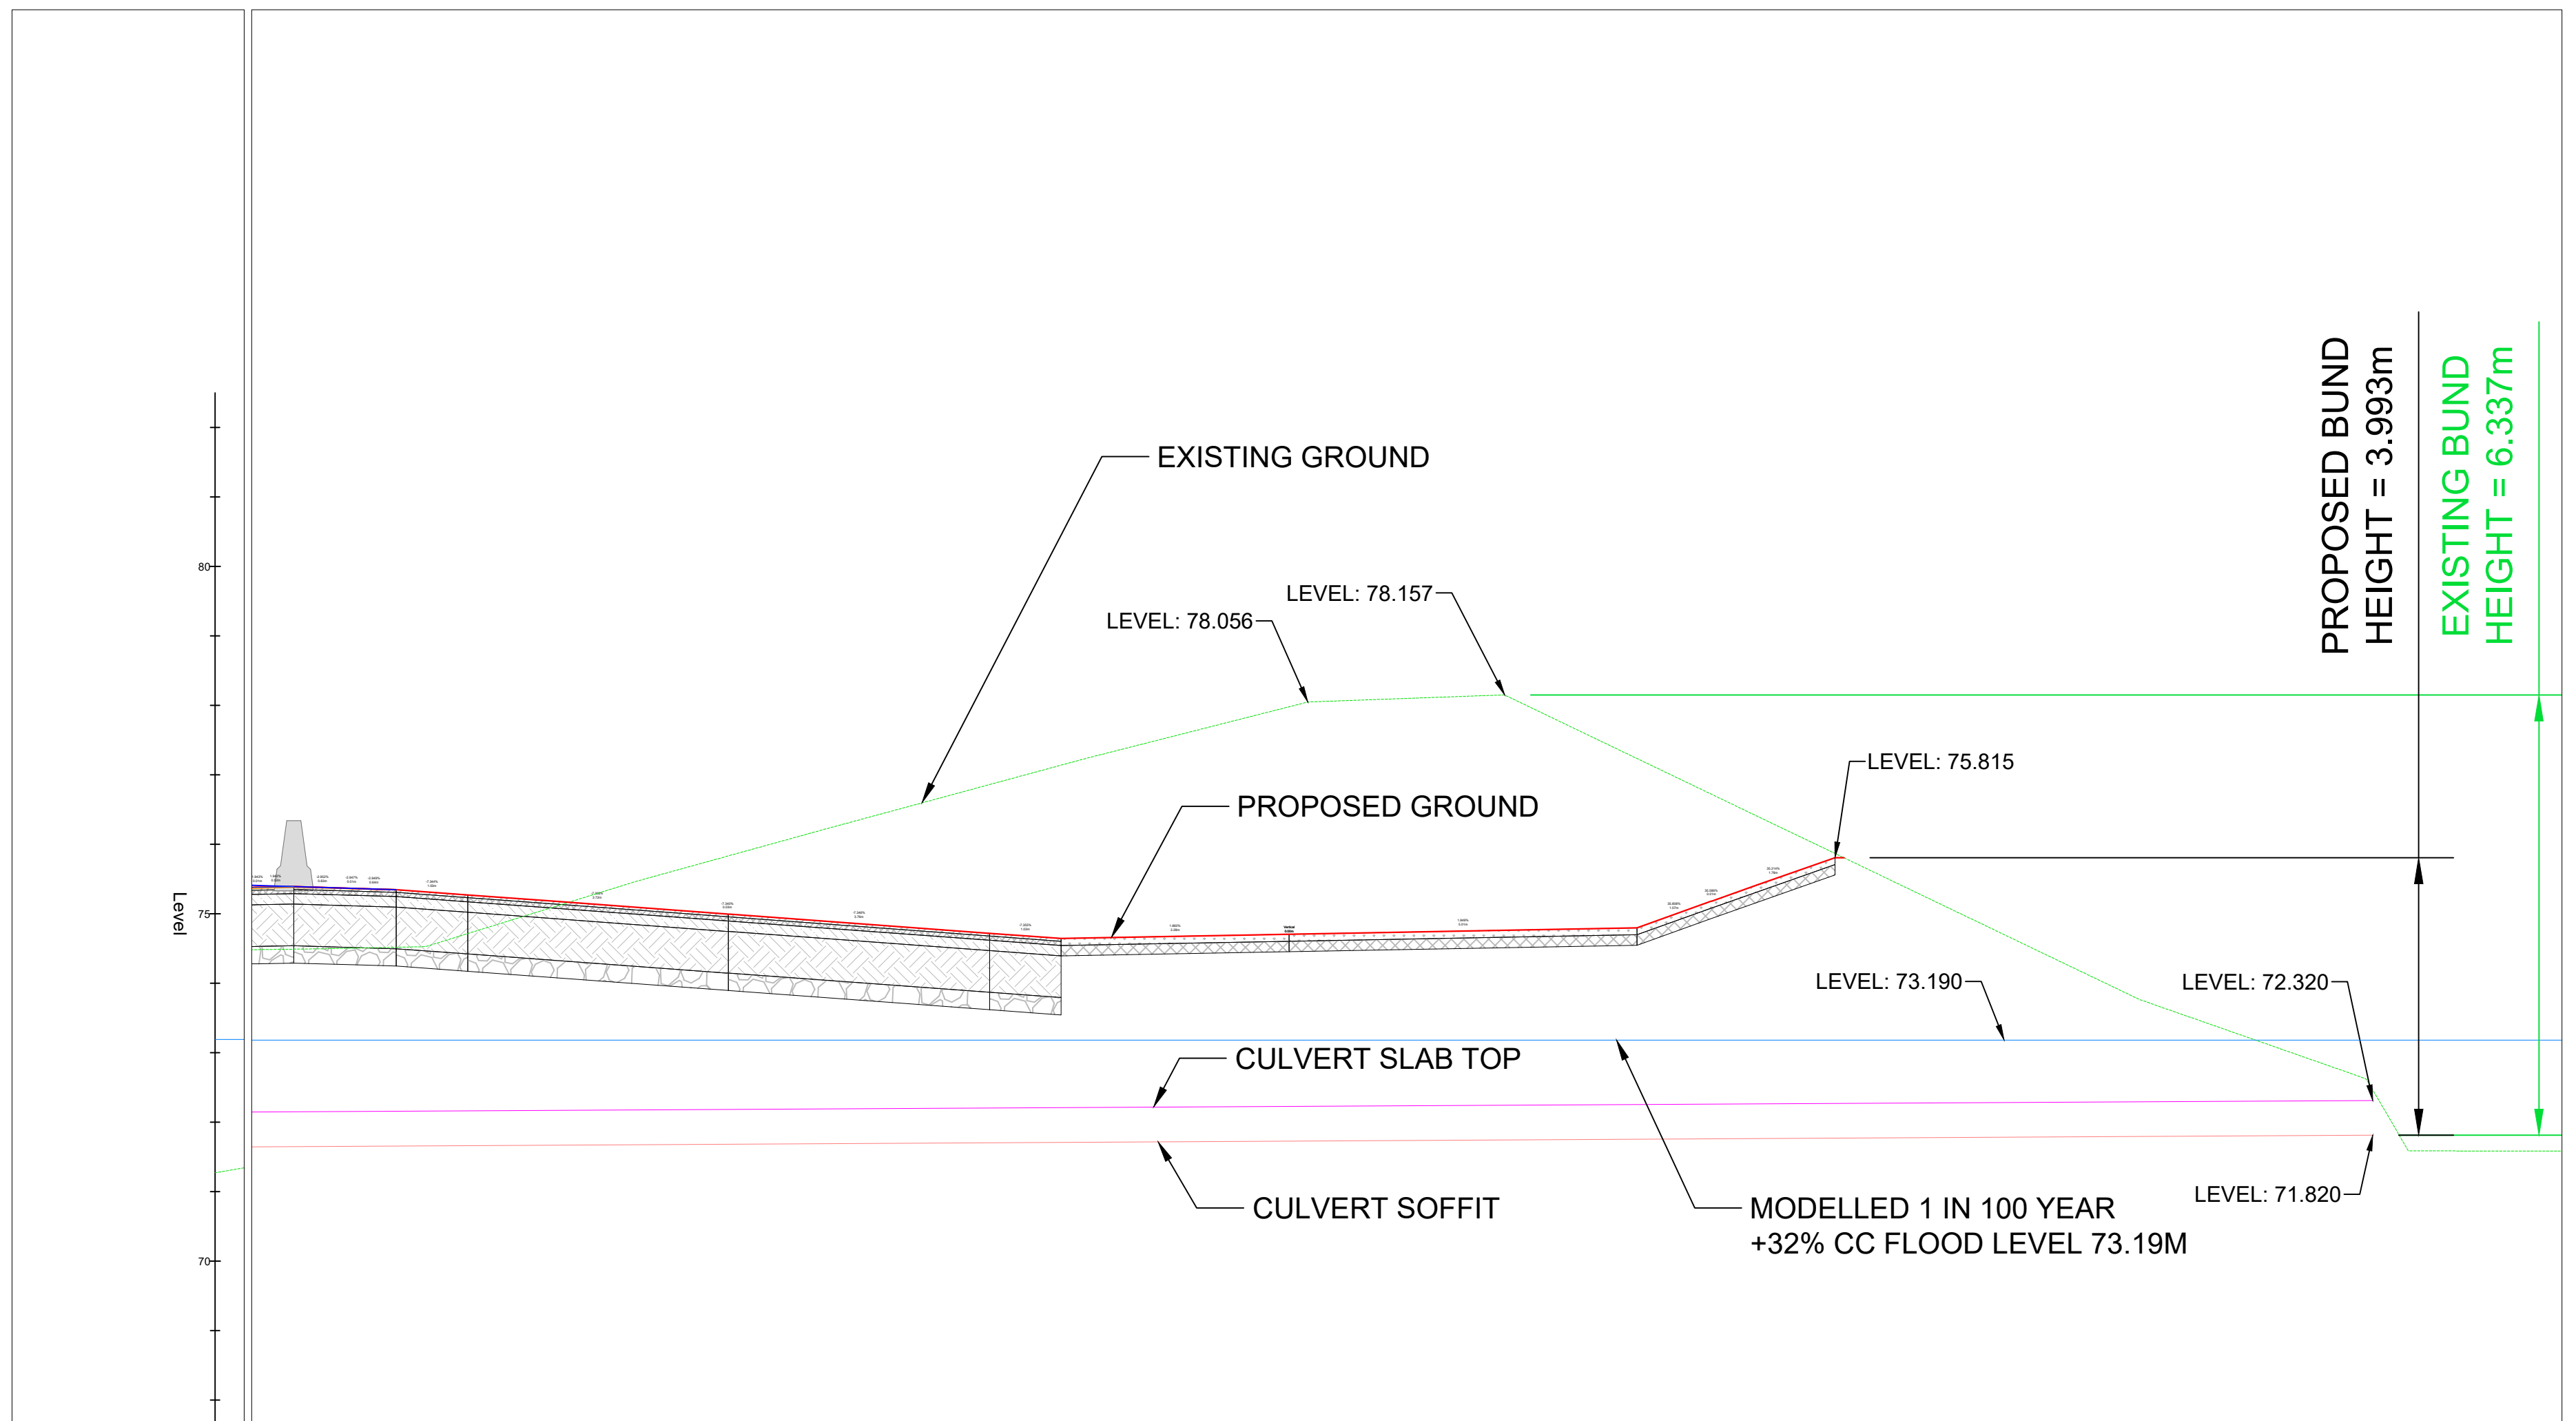 PROPOSED BUND
HEIGHT = 3.993m
EXISTING BUND
HEIGHT = 6.337m
EXISTING GROUND
80
LEVEL: 78.157
LEVEL: 78.056
LEVEL: 75.815
PROPOSED GROUND
Level
75
LEVEL: 73.190
LEVEL: 72.320
CULVERT SLAB TOP
LEVEL: 71.820
CULVERT SOFFIT
MODELLED 1 IN 100 YEAR
+32% CC FLOOD LEVEL 73.19M
70